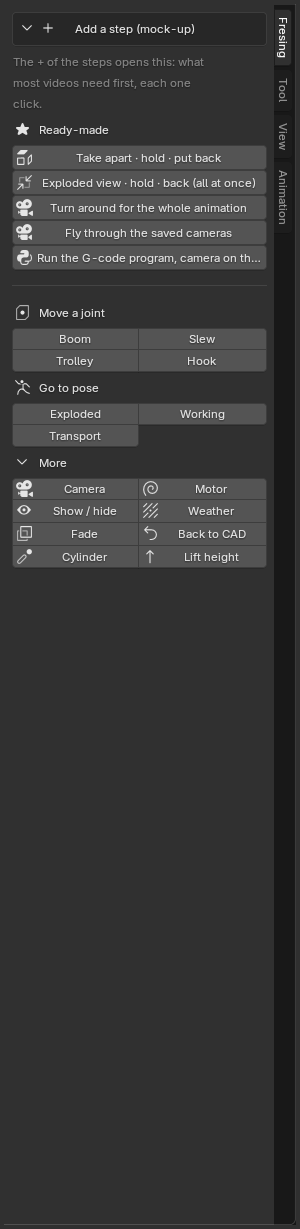 Add a step (mock-up)
The + of the steps opens this: what
most videos need first, each one
click.
Ready-made
Take apart · hold · put back
Exploded view · hold · back (all at once)
Turn around for the whole animation
Fly through the saved cameras
Run the G-code program, camera on th...
Move a joint
Boom Slew
Trolley Hook
Go to pose
Exploded Working
Transport
More
Camera Motor
Show / hide Weather
Fade Back to CAD
Cylinder Lift height
Fresing
Tool
View
Animation